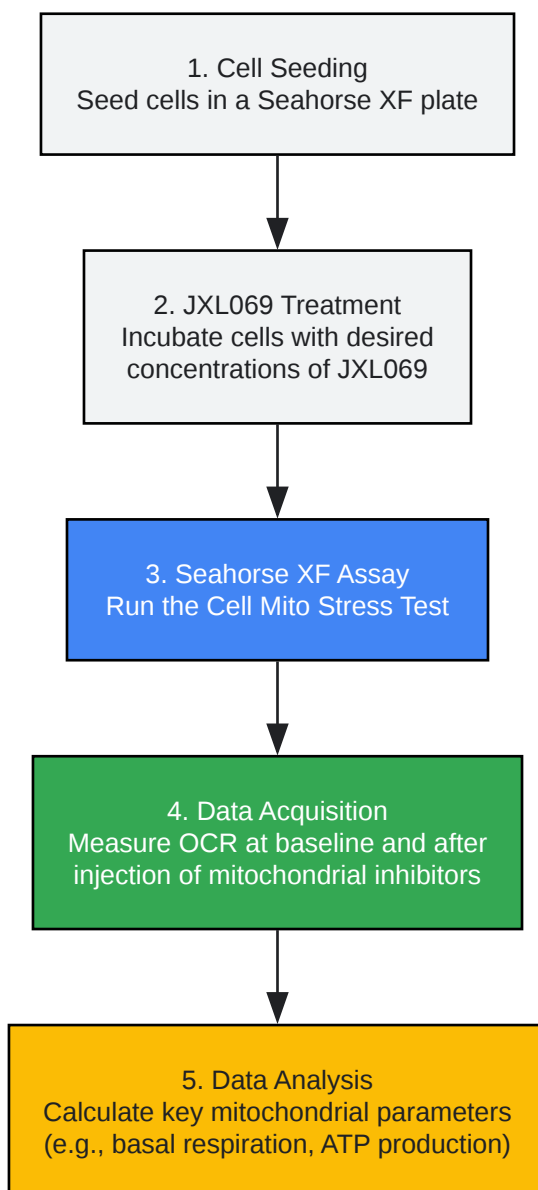 1. Cell Seeding
Seed cells in a Seahorse XF plate
2. JXL069 Treatment
Incubate cells with desired
concentrations of JXL069
3. Seahorse XF Assay
Run the Cell Mito Stress Test
4. Data Acquisition
Measure OCR at baseline and after
injection of mitochondrial inhibitors
5. Data Analysis
Calculate key mitochondrial parameters
(e.g., basal respiration, ATP production)